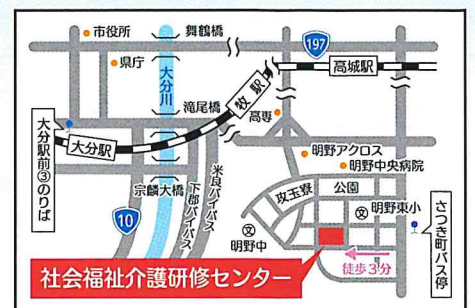 市役所
舞鶴橋
197
県庁
高城駅
大分川
牧駅
滝尾橋
高専
大分駅前③のりば
大分駅
明野アクロス
明野中央病院
米良バイパス
宗麟大橋
下郡バイパス
攻玉寮
公園
10
文
明野東小
文
明野中
さつき町バス停
徒歩3分
社会福祉介護研修センター